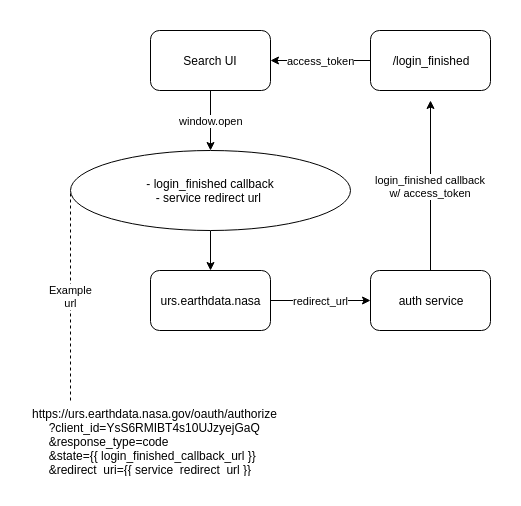 Search UI
access_token
/login_finished
window.open
- login_finished callback
- service redirect url
login_finished callback
w/ access_token
Example
url
urs.earthdata.nasa
redirect_url
auth service
https://urs.earthdata.nasa.gov/oauth/authorize
?client_id=YsS6RMIBT4s10UJzyejGaQ
&response_type=code
&state={{ login_finished_callback_url }}
&redirect_uri={{ service_redirect_url }}